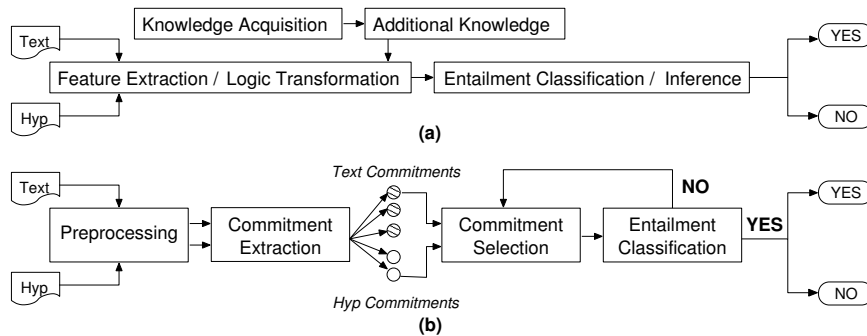 Knowledge Acquisition
Additional Knowledge
Text
YES
Feature Extraction / Logic Transformation
Entailment Classification / Inference
Hyp
NO
(a)
Text Commitments
Text
NO
YES
Preprocessing
Commitment
Extraction
Commitment
Selection
Entailment
Classification
YES
Hyp
NO
Hyp Commitments
(b)